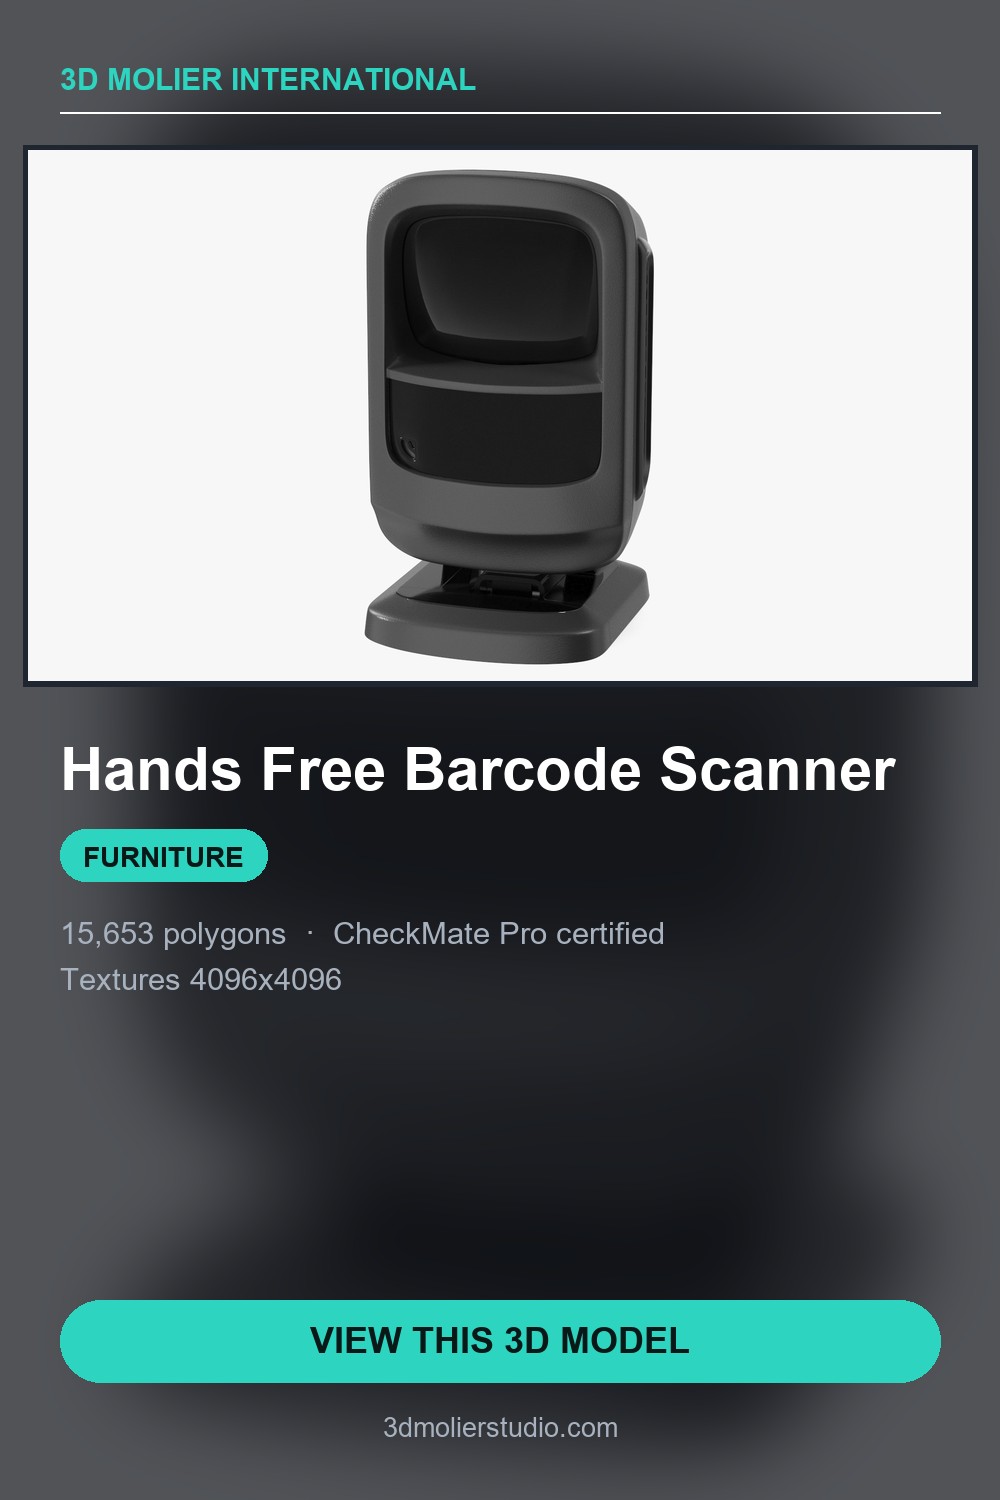 3D MOLIER INTERNATIONAL
Hands Free Barcode Scanner
FURNITURE
15,653 polygons · CheckMate Pro certified
Textures 4096x4096
VIEW THIS 3D MODEL
3dmolierstudio.com